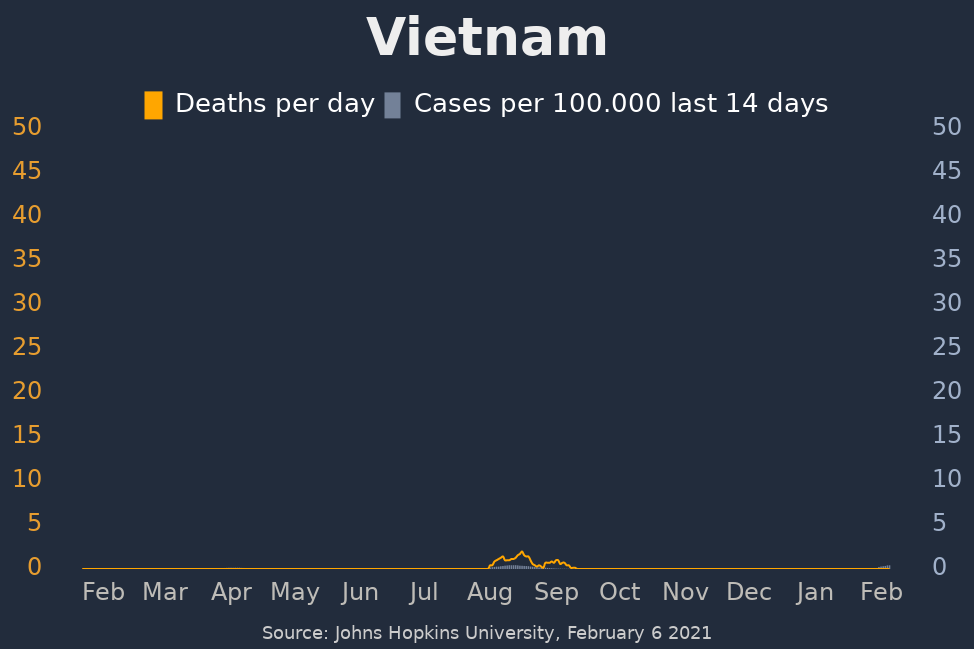 Vietnam
Deaths per day Cases per 100.000 last 14 days
50 50
45 45
40 40
35 35
30 30
25 25
20 20
15 15
10 10
5 5
0 0
Feb Mar Apr May Jun Jul Aug Sep Oct Nov Dec Jan Feb
Source: Johns Hopkins University, February 6 2021